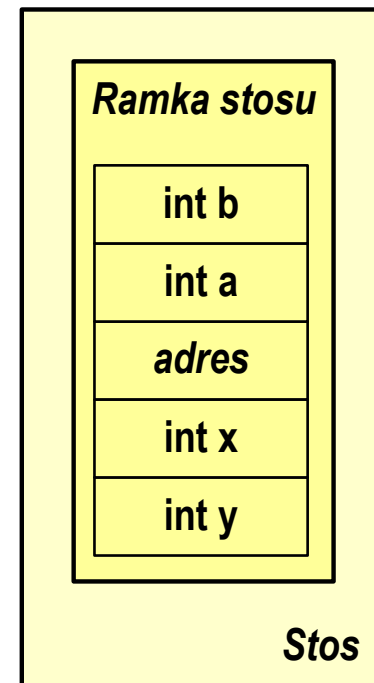 Ramka stosu
int b
int a
adres
int x
int y
Stos